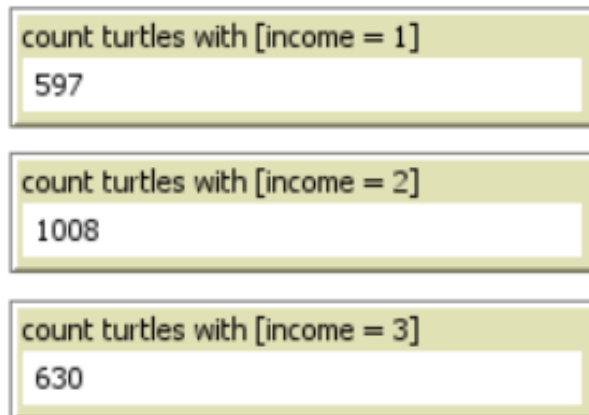 count turtles with [income = 1]
597
count turtles with [income = 2]
1008
count turtles with [income = 3]
630